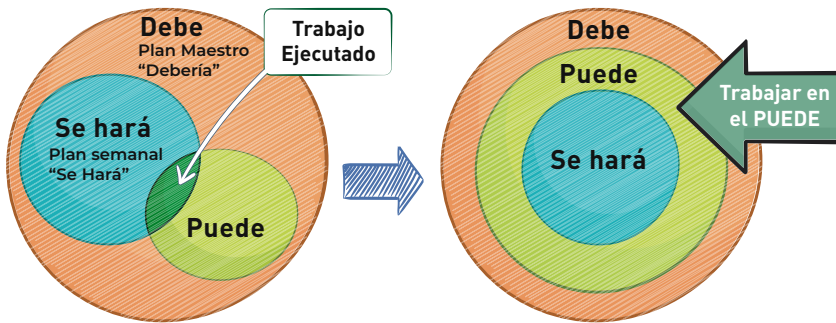 Debe
Plan Maestro
“Debería”
Trabajo
Ejecutado
Se hará
Plan semanal
“Se Hará”
Puede
Debe
Puede
Se hará
Trabajar en
el PUEDE